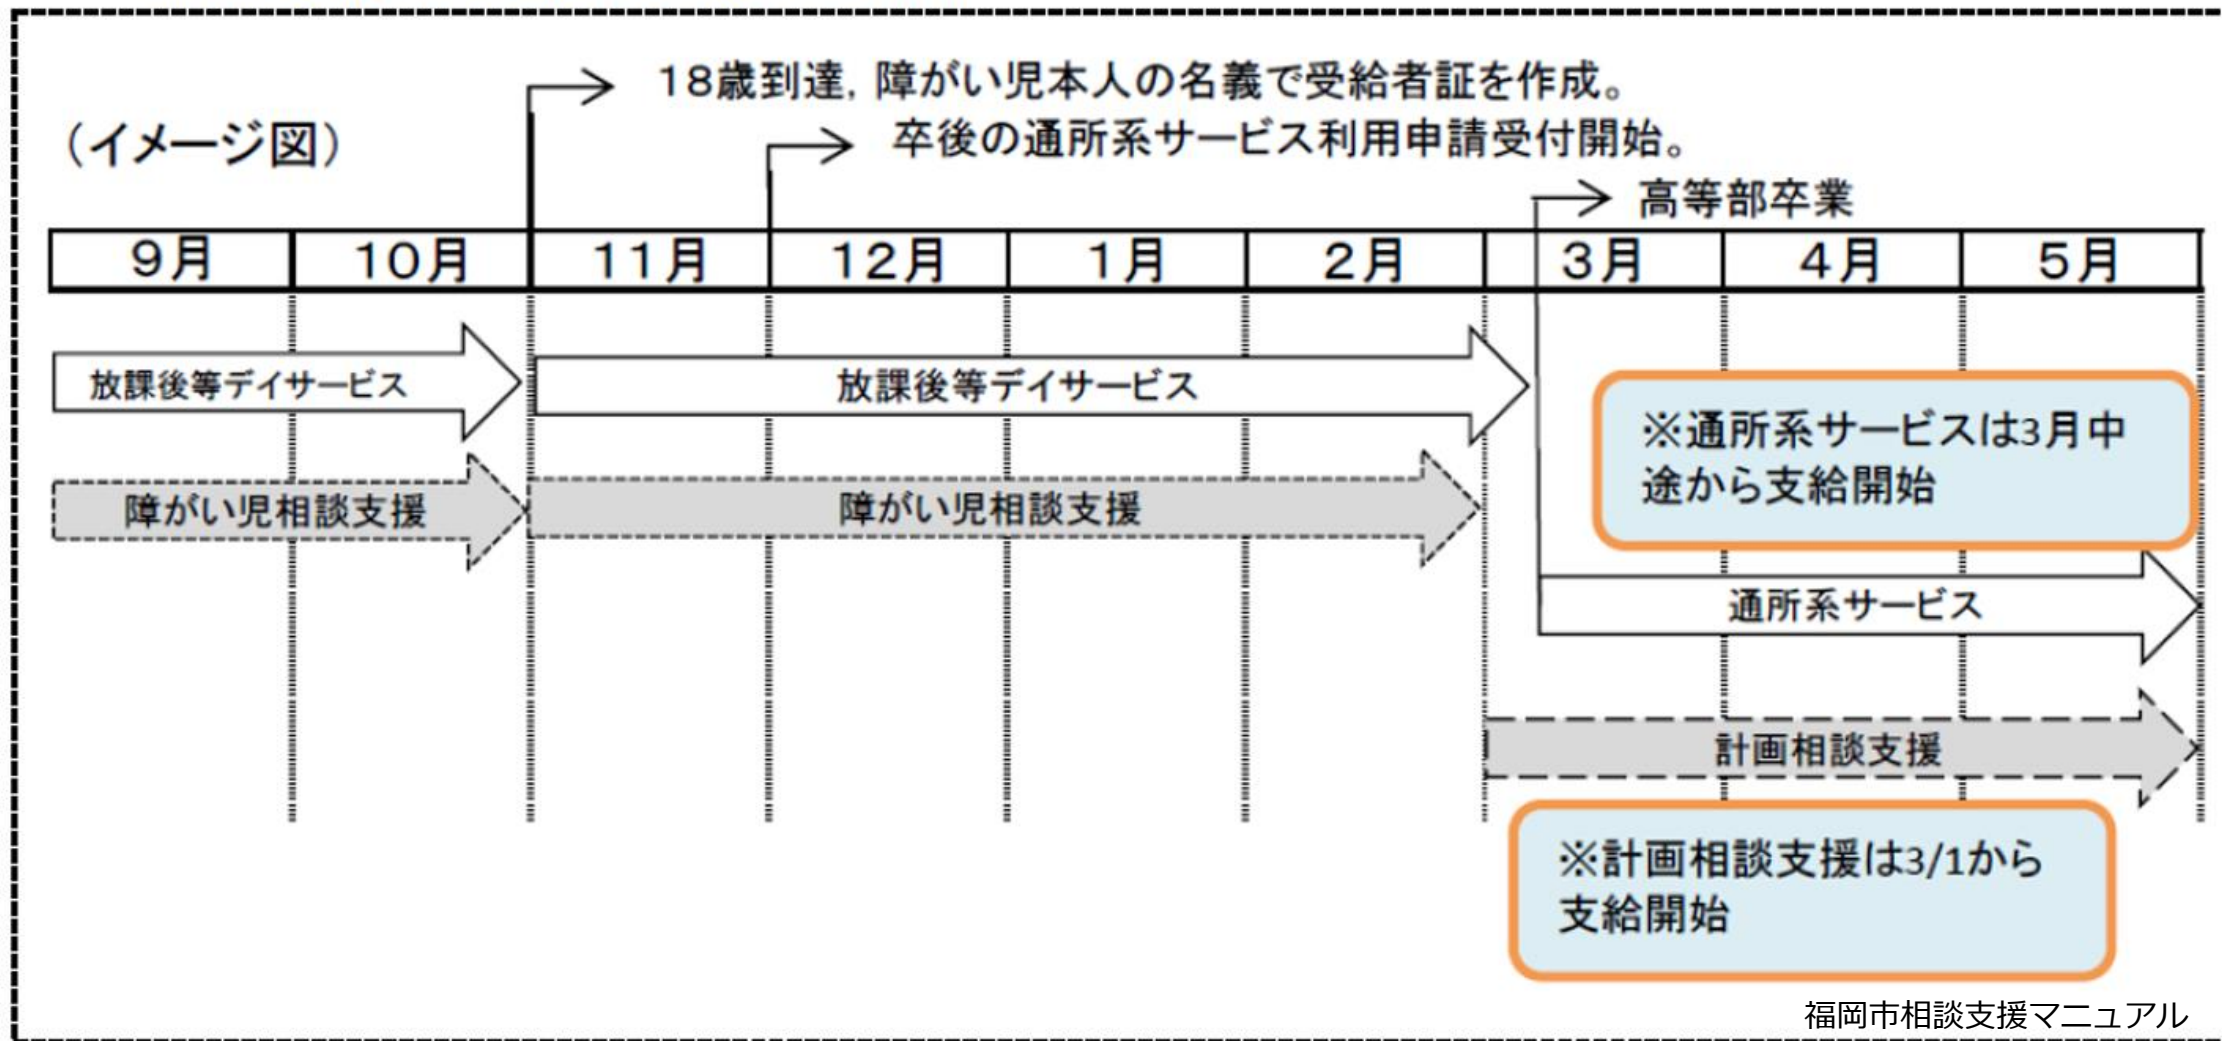 18歳到達，障がい児本人の名義で受給者証を作成。
（イメージ図）
卒後の通所系サービス利用申請受付開始。
高等部卒業
9月 10月 11月 12月 1月 2月 3月 4月 5月
放課後等デイサービス
放課後等デイサービス
※通所系サービスは3月中
途から支給開始
障がい児相談支援
障がい児相談支援
通所系サービス
計画相談支援
※計画相談支援は3/1から
支給開始
福岡市相談支援マニュアル